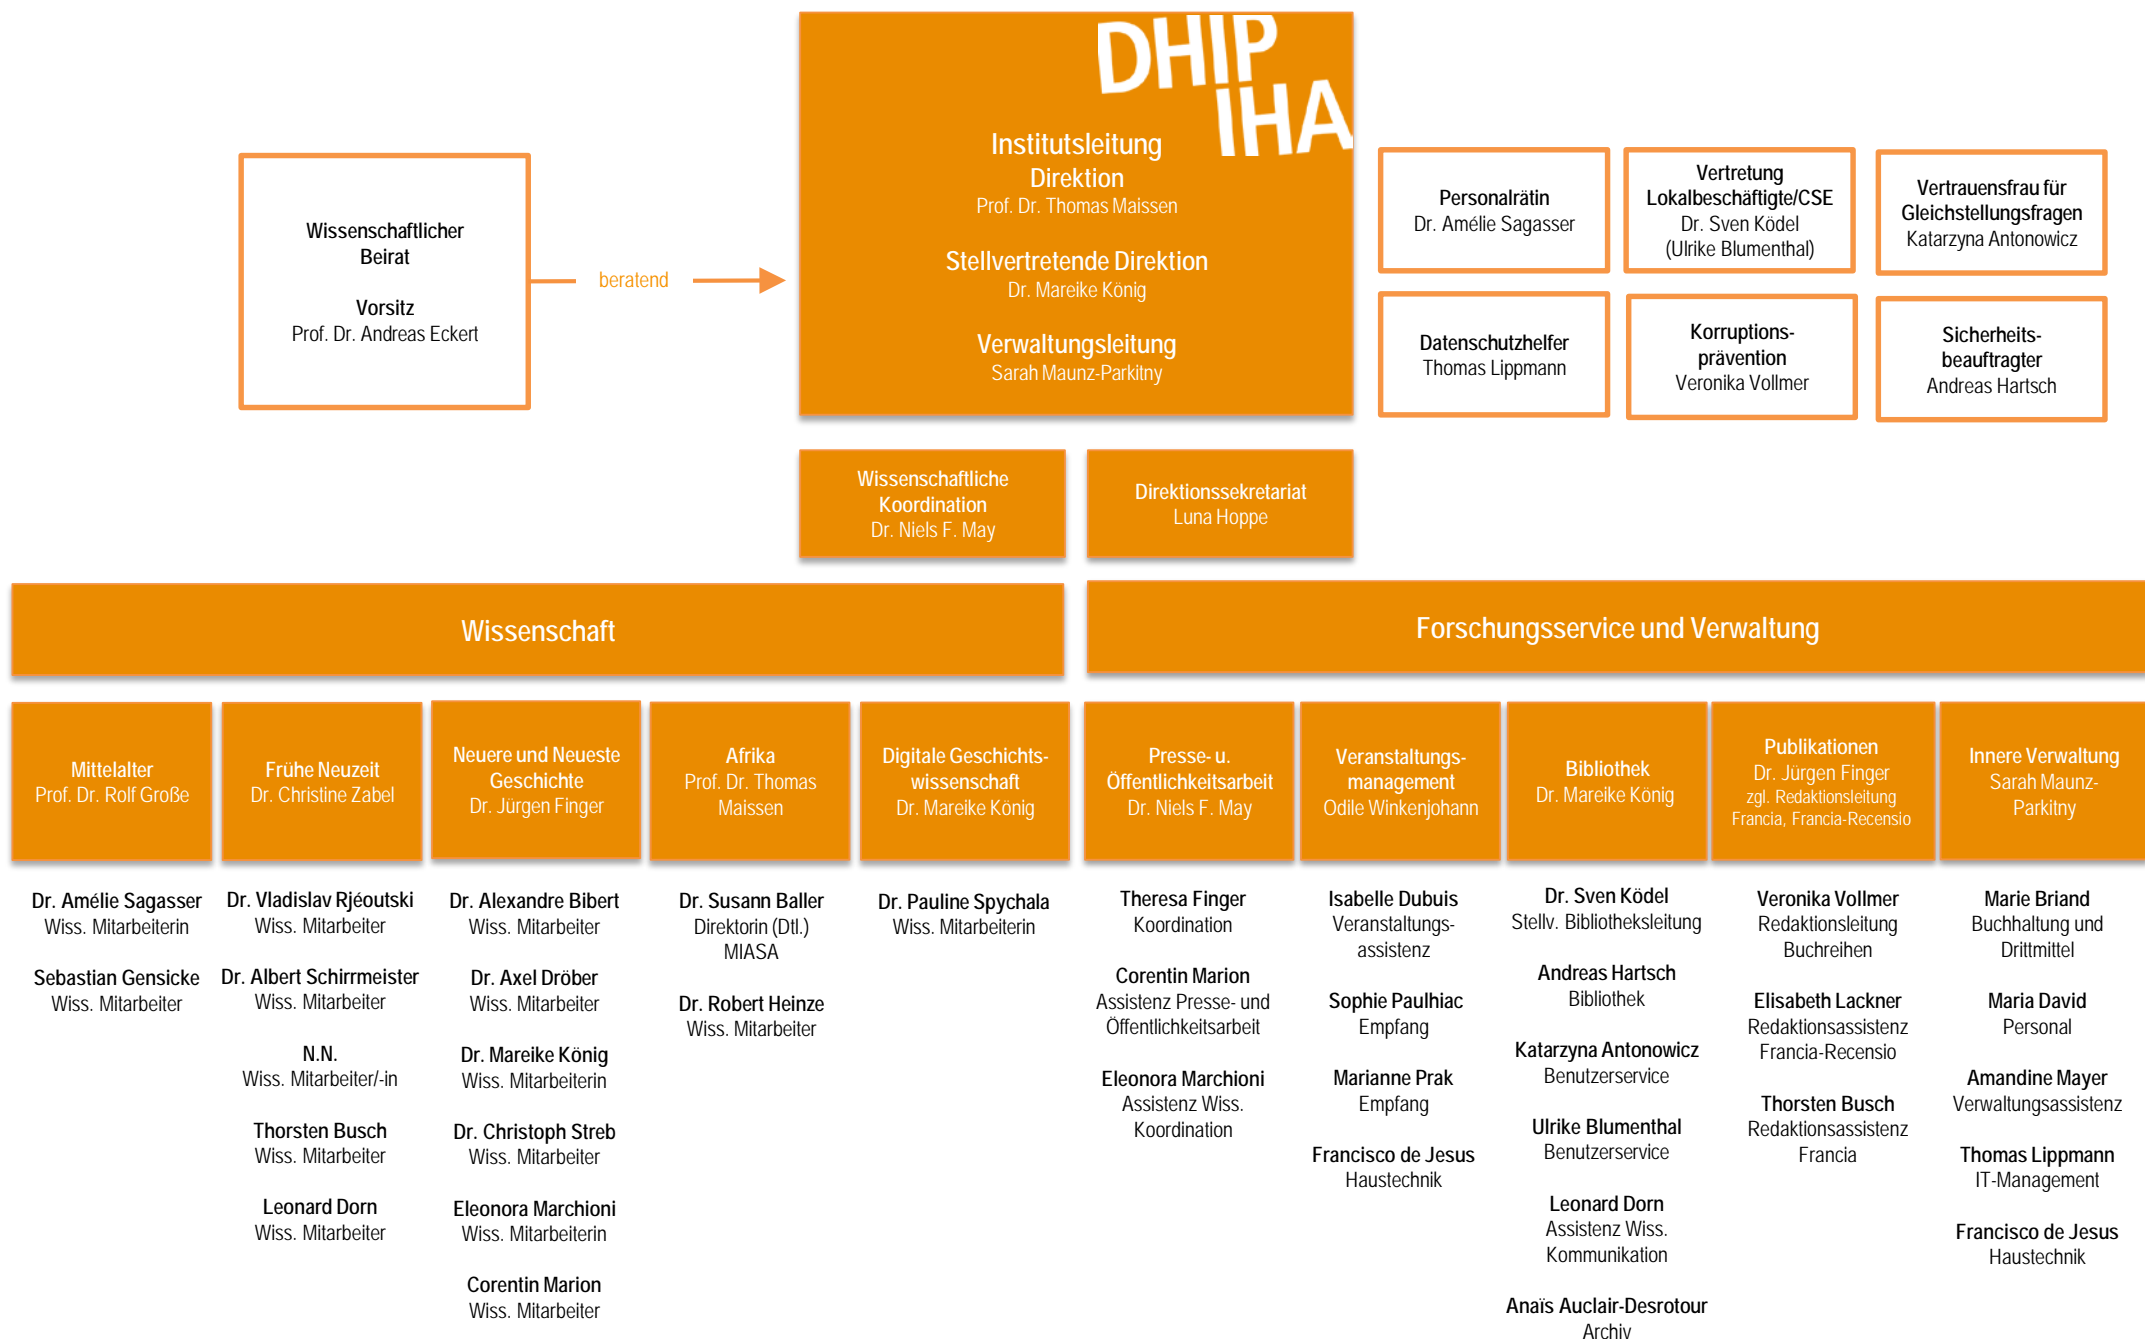 DHIP
IHA
Institutsleitung
Direktion
Prof. Dr. Thomas Maissen
Stellvertretende Direktion
Dr. Mareike König
Verwaltungsleitung
Sarah Maunz-Parkitny
Wissenschaftlicher
Beirat
Vorsitz
Prof. Dr. Andreas Eckert
beratend
Personalrätin
Dr. Amélie Sagasser
Vertretung
Lokalbeschäftigte/CSE
Dr. Sven Ködel
(Ulrike Blumenthal)
Vertrauensfrau für
Gleichstellungsfragen
Katarzyna Antonowicz
Datenschutzhelfer
Thomas Lippmann
Korruptions-
prävention
Veronika Vollmer
Sicherheits-
beauftragter
Andreas Hartsch
Wissenschaftliche
Koordination
Dr. Niels F. May
Direktionssekretariat
Luna Hoppe
Wissenschaft
Forschungsservice und Verwaltung
Mittelalter
Prof. Dr. Rolf Große
Dr. Amélie Sagasser
Wiss. Mitarbeiterin
Sebastian Gensicke
Wiss. Mitarbeiter
Frühe Neuzeit
Dr. Christine Zabel
Dr. Vladislav Rjéoutski
Wiss. Mitarbeiter
Dr. Albert Schirrmeister
Wiss. Mitarbeiter
N.N.
Wiss. Mitarbeiter/-in
Thorsten Busch
Wiss. Mitarbeiter
Leonard Dorn
Wiss. Mitarbeiter
Neuere und Neueste
Geschichte
Dr. Jürgen Finger
Dr. Alexandre Bibert
Wiss. Mitarbeiter
Dr. Axel Dröber
Wiss. Mitarbeiter
Dr. Mareike König
Wiss. Mitarbeiterin
Dr. Christoph Streb
Wiss. Mitarbeiter
Eleonora Marchioni
Wiss. Mitarbeiterin
Corentin Marion
Wiss. Mitarbeiter
Afrika
Prof. Dr. Thomas
Maissen
Dr. Susann Baller
Direktorin (Dtl.)
MIASA
Dr. Robert Heinze
Wiss. Mitarbeiter
Digitale Geschichts-
wissenschaft
Dr. Mareike König
Dr. Pauline Spychala
Wiss. Mitarbeiterin
Presse- u.
Öffentlichkeitsarbeit
Dr. Niels F. May
Theresa Finger
Koordination
Corentin Marion
Assistenz Presse- und
Öffentlichkeitsarbeit
Eleonora Marchioni
Assistenz Wiss.
Koordination
Veranstaltungs-
management
Odile Winkenjohann
Isabelle Dubuis
Veranstaltungs-
assistenz
Sophie Paulhiac
Empfang
Marianne Prak
Empfang
Francisco de Jesus
Haustechnik
Bibliothek
Dr. Mareike König
Dr. Sven Ködel
Stellv. Bibliotheksleitung
Andreas Hartsch
Bibliothek
Katarzyna Antonowicz
Benutzerservice
Ulrike Blumenthal
Benutzerservice
Leonard Dorn
Assistenz Wiss.
Kommunikation
Anaïs Auclair-Desrotour
Archiv
Publikationen
Dr. Jürgen Finger
zgl. Redaktionsleitung
Francia, Francia-Recensio
Veronika Vollmer
Redaktionsleitung
Buchreihen
Elisabeth Lackner
Redaktionsassistenz
Francia-Recensio
Thorsten Busch
Redaktionsassistenz
Francia
Innere Verwaltung
Sarah Maunz-
Parkitny
Marie Briand
Buchhaltung und
Drittmittel
Maria David
Personal
Amandine Mayer
Verwaltungsassistenz
Thomas Lippmann
IT-Management
Francisco de Jesus
Haustechnik